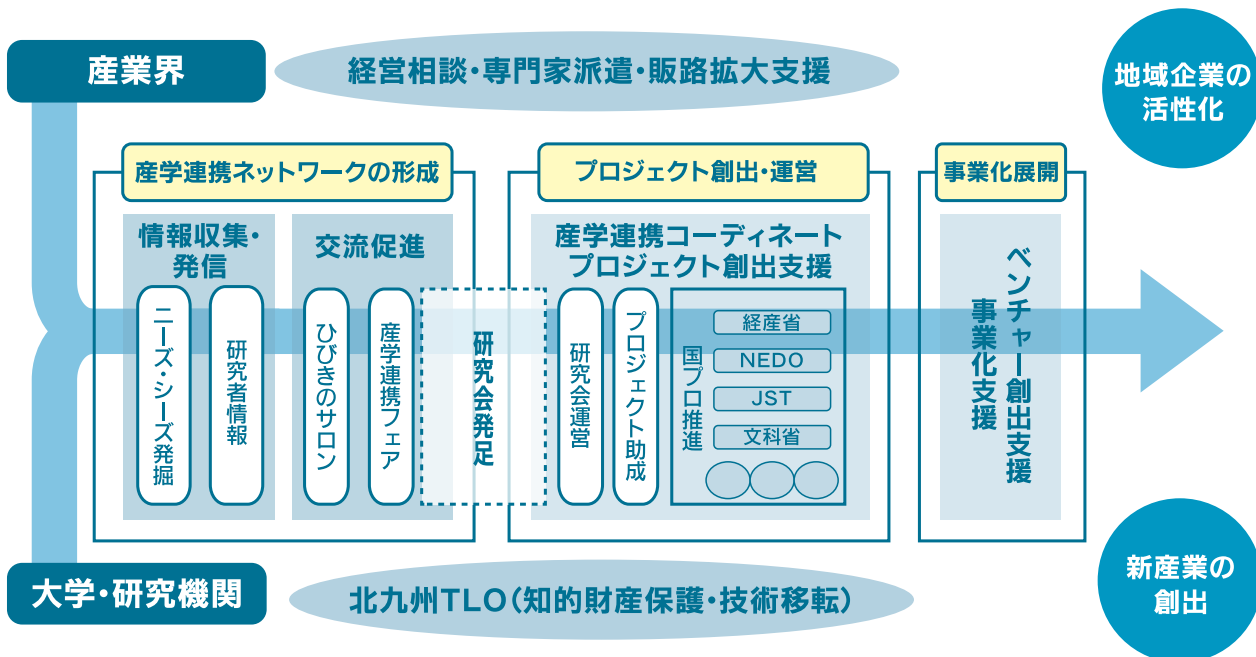 産業界
経営相談・専門家派遣・販路拡大支援
地域企業の
活性化
産学連携ネットワークの形成
プロジェクト創出・運営
事業化展開
情報収集・
発信
交流促進
産学連携コーディネート
プロジェクト創出支援
ニーズ・シーズ発掘
研究者情報
ひびきのサロン
産学連携フェア
研究会発足
研究会運営
プロジェクト助成
国プロ推進
経産省
NEDO
JST
文科省
ベンチャー創出支援
事業化支援
大学・研究機関
北九州TLO(知的財産保護・技術移転)
新産業の
創出